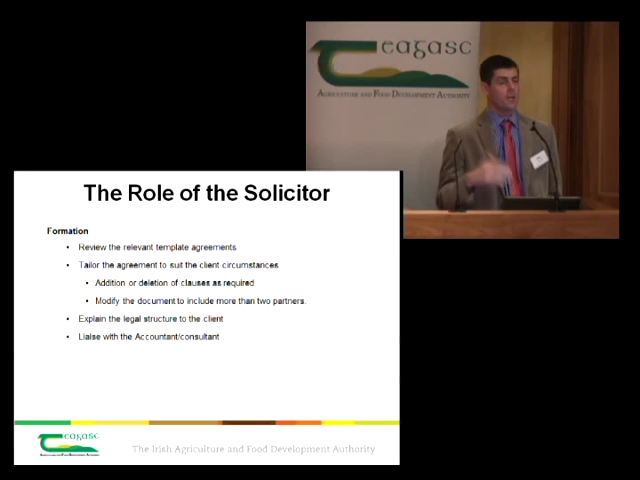 eagasc
AGRICULTURE AND FOOD DEVELOPMENT AUTHORITY
The Role of the Solicitor
Formation
• Review the relevant template agreements
• Tailor the agreement to suit the client circumstances
• Addition or deletion of clauses as required
• Modify the document to include more than two partners.
• Explain the legal structure to the client
• Liaise with the Accountant/consultant
eagasc
The Irish Agriculture and Food Development Authority